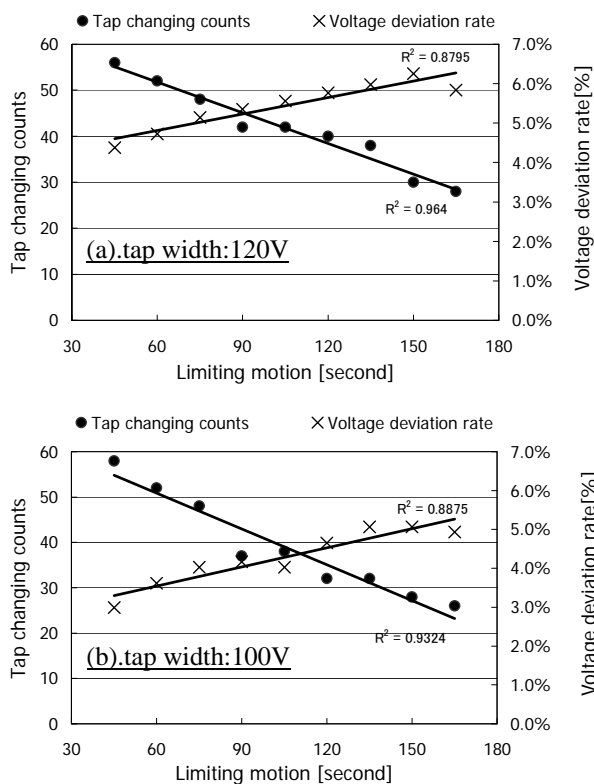 Tap changing counts Voltage deviation rate
60 7.0%
50 6.0%
40 5.0%
30 4.0%
20 3.0%
10 2.0%
0 1.0%
0.0%
Tap changing counts
Voltage deviation rate[%]
R² = 0.8795
R² = 0.964
(a).tap width:120V
30 60 90 120 150 180
Limiting motion [second]
Tap changing counts Voltage deviation rate
60 7.0%
50 6.0%
40 5.0%
30 4.0%
20 3.0%
10 2.0%
0 1.0%
0.0%
Tap changing counts
Voltage deviation rate[%]
R² = 0.8875
R² = 0.9324
(b).tap width:100V
30 60 90 120 150 180
Limiting motion [second]